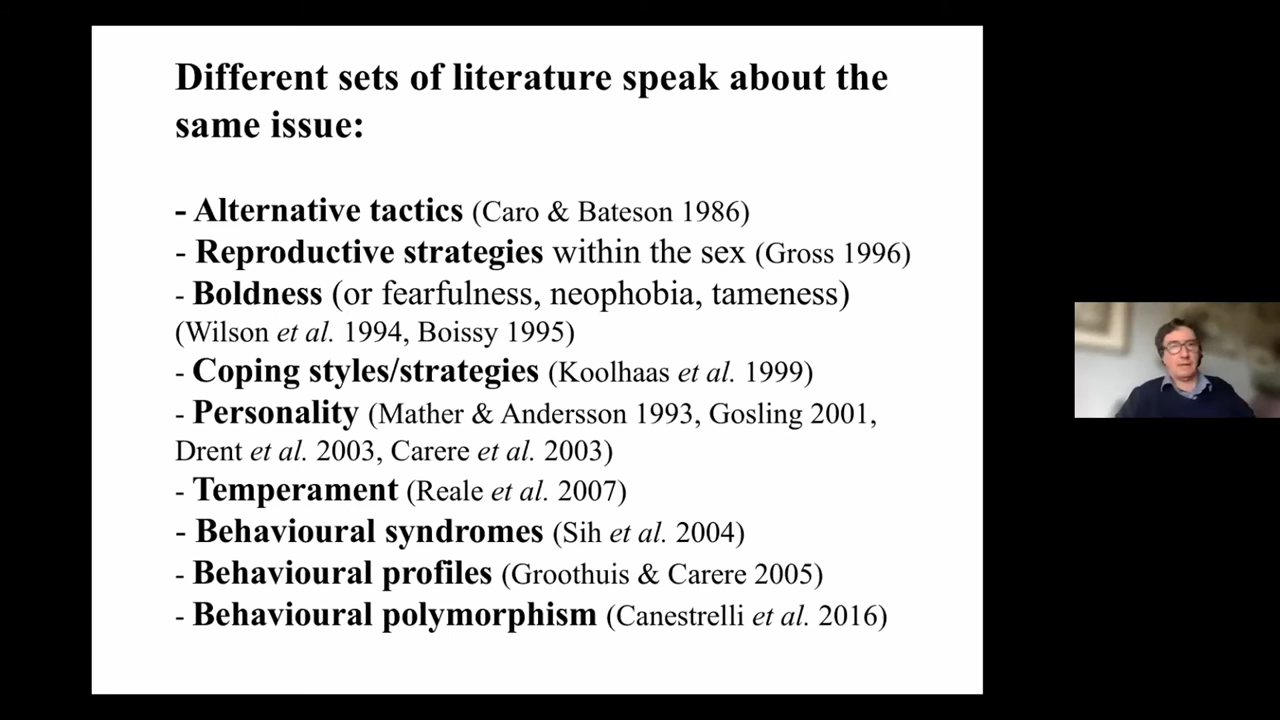 Different sets of literature speak about the
same issue:
- Alternative tactics (Caro & Bateson 1986)
- Reproductive strategies within the sex (Gross 1996)
- Boldness (or fearfulness, neophobia, tameness)
(Wilson et al. 1994, Boissy 1995)
- Coping styles/strategies (Koolhaas et al. 1999)
- Personality (Mather & Andersson 1993, Gosling 2001,
Drent et al. 2003, Carere et al. 2003)
- Temperament (Reale et al. 2007)
- Behavioural syndromes (Sih et al. 2004)
- Behavioural profiles (Groothuis & Carere 2005)
- Behavioural polymorphism (Canestrelli et al. 2016)